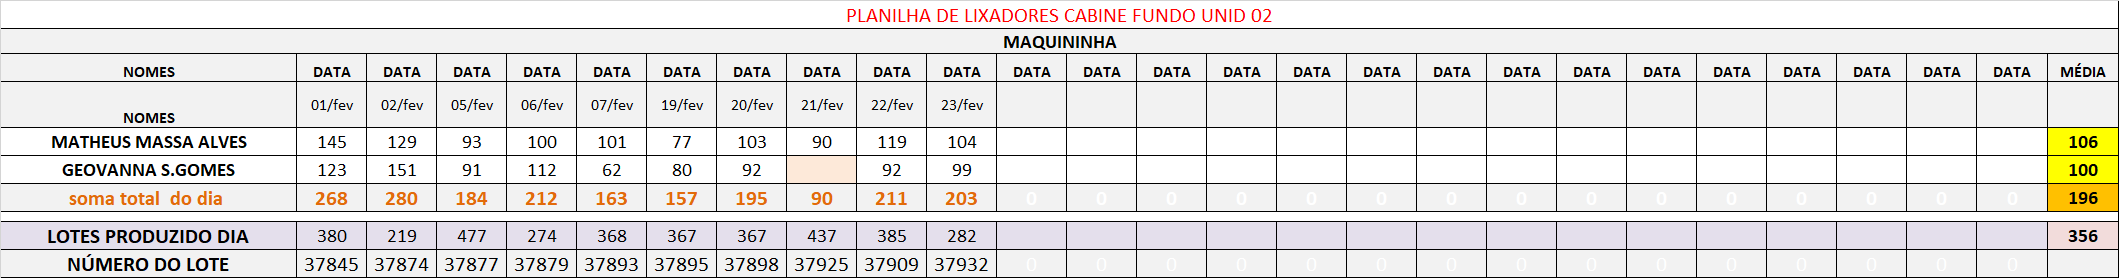 PLANILHA DE LIXADORES CABINE FUNDO UNID 02
MAQUININHA
NOMES DATA DATA DATA DATA DATA DATA DATA DATA DATA DATA DATA DATA DATA DATA DATA DATA DATA DATA DATA DATA DATA DATA DATA DATA DATA MÉDIA
NOMES 01/fev 02/fev 05/fev 06/fev 07/fev 19/fev 20/fev 21/fev 22/fev 23/fev
MATHEUS MASSA ALVES 145 129 93 100 101 77 103 90 119 104 106
GEOVANNA S.GOMES 123 151 91 112 62 80 92 92 99 100
soma total do dia 268 280 184 212 163 157 195 90 211 203 0 0 0 0 0 0 0 0 0 0 0 0 0 0 0 196
LOTES PRODUZIDO DIA 380 219 477 274 368 367 367 437 385 282 356
NÚMERO DO LOTE 37845 37874 37877 37879 37893 37895 37898 37925 37909 37932 0 0 0 0 0 0 0 0 0 0 0 0 0 0 0